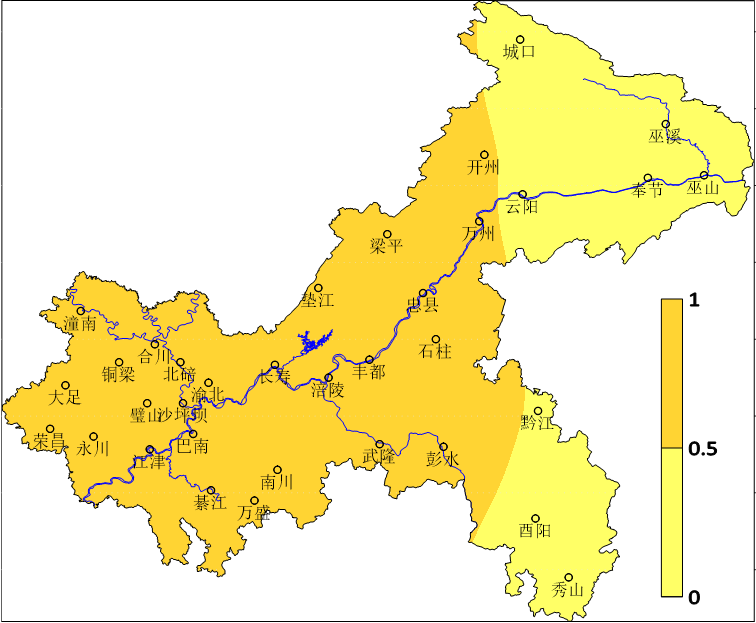 城口
巫溪
开州
奉节
巫山
云阳
万州
梁平
垫江
忠县
潼南
石柱
合川
铜梁
北碚
长寿
丰都
涪陵
大足
渝北
璧山
沙坪坝
黔江
荣昌
永川
巴南
江津
武隆
彭水
南川
綦江
万盛
酉阳
秀山
1
0.5
0